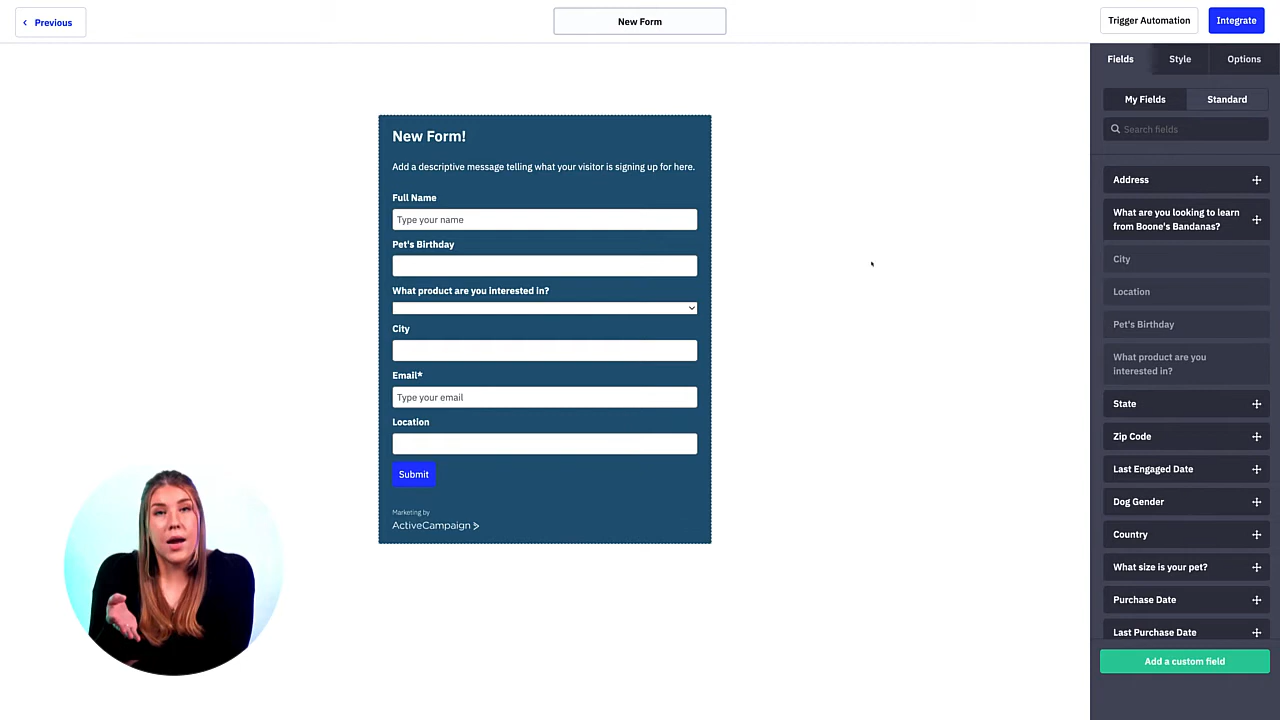 Previous
New Form
Trigger Automation
Integrate
Fields
Style
Options
My Fields
Standard
Search fields
New Form!
Add a descriptive message telling what your visitor is signing up for here.
Full Name
Type your name
Pet's Birthday
What product are you interested in?
City
Email*
Type your email
Location
Submit
Marketing by
ActiveCampaign
Address
What are you looking to learn
from Boone's Bandanas?
City
Location
Pet's Birthday
What product are you
interested in?
State
Zip Code
Last Engaged Date
Dog Gender
Country
What size is your pet?
Purchase Date
Last Purchase Date
Add a custom field